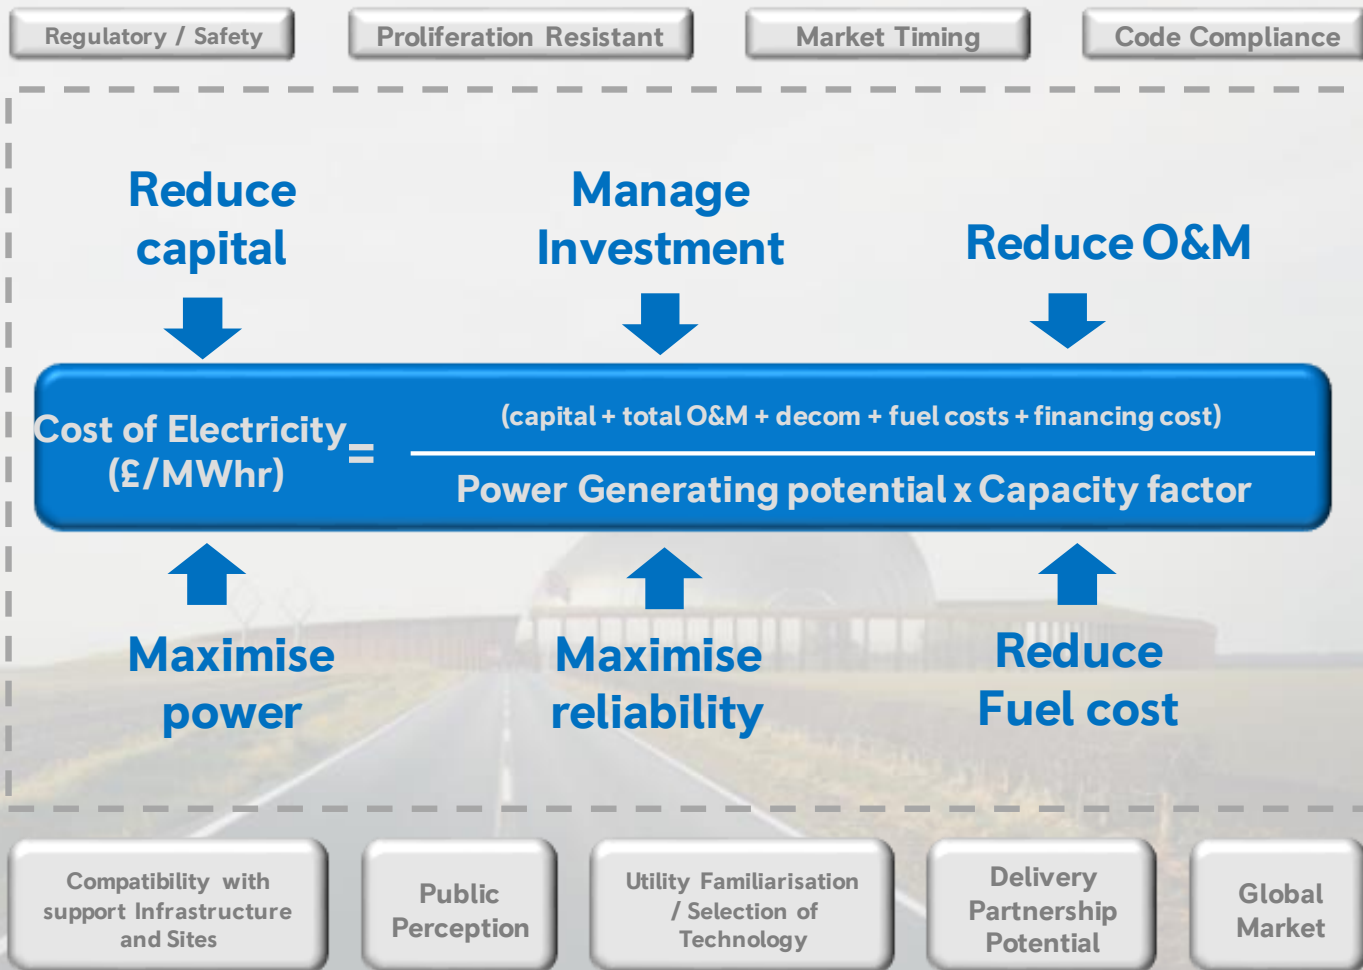 Regulatory / Safety
Proliferation Resistant
Market Timing
Code Compliance
Reduce
capital
Manage
Investment
Reduce O&M
Cost of Electricity
(£/MWhr)
=
(capital + total O&M + decom + fuel costs + financing cost)
Power Generating potential x Capacity factor
Maximise
power
Maximise
reliability
Reduce
Fuel cost
Compatibility with
support Infrastructure
and Sites
Public
Perception
Utility Familiarisation
/ Selection of
Technology
Delivery
Partnership
Potential
Global
Market